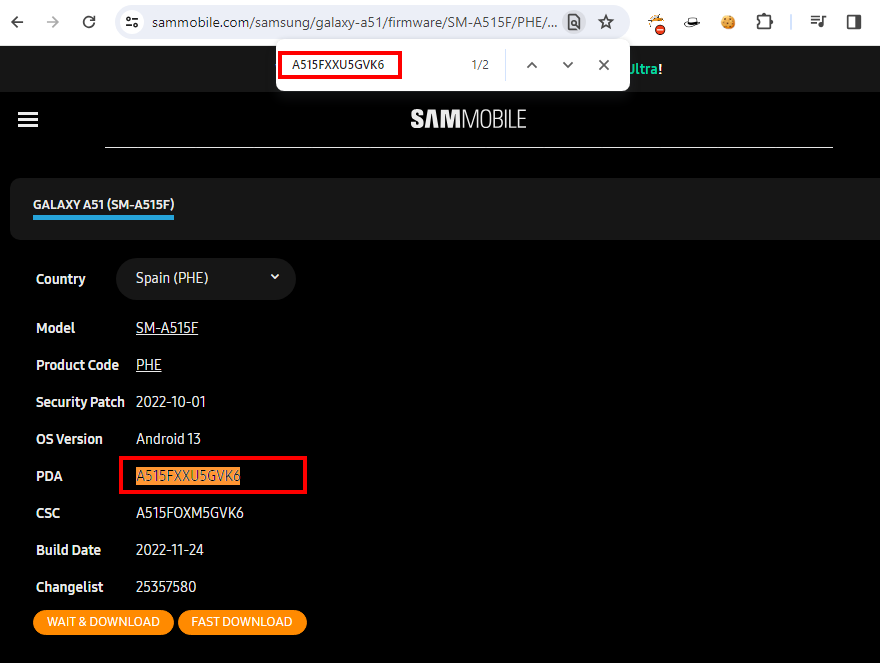 sammobile.com/samsung/galaxy-a51/firmware/SM-A515F/PHE/...
A515FXXU5GVK6 1/2
Ultra!
SAMMOBILE
GALAXY A51 (SM-A515F)
Country Spain (PHE)
Model SM-A515F
Product Code PHE
Security Patch 2022-10-01
OS Version Android 13
PDA A515FXXU5GVK6
CSC A515FOXM5GVK6
Build Date 2022-11-24
Changelist 25357580
WAIT & DOWNLOAD FAST DOWNLOAD